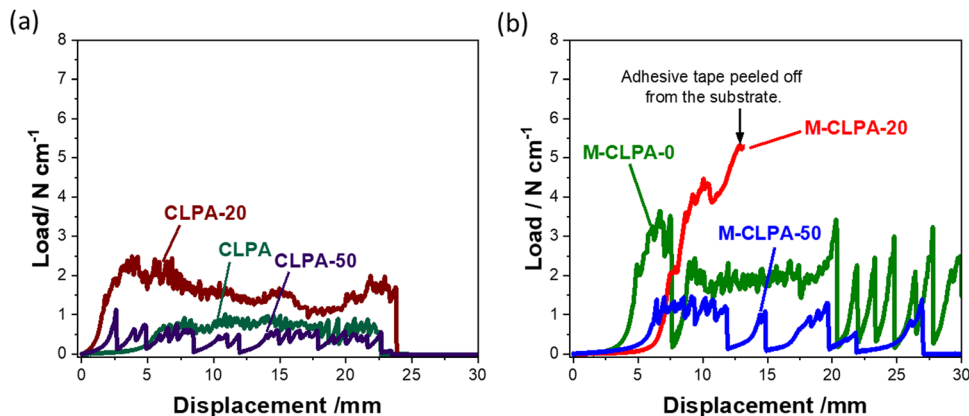 (a)
8
7
6
5
4
3
2
1
0
Load/ N cm-1
CLPA-20
CLPA
CLPA-50
0 5 10 15 20 25 30
Displacement /mm
(b)
8
7
6
5
4
3
2
1
0
Load / N cm-1
Adhesive tape peeled off
from the substrate.
M-CLPA-20
M-CLPA-0
M-CLPA-50
0 5 10 15 20 25 30
Displacement /mm